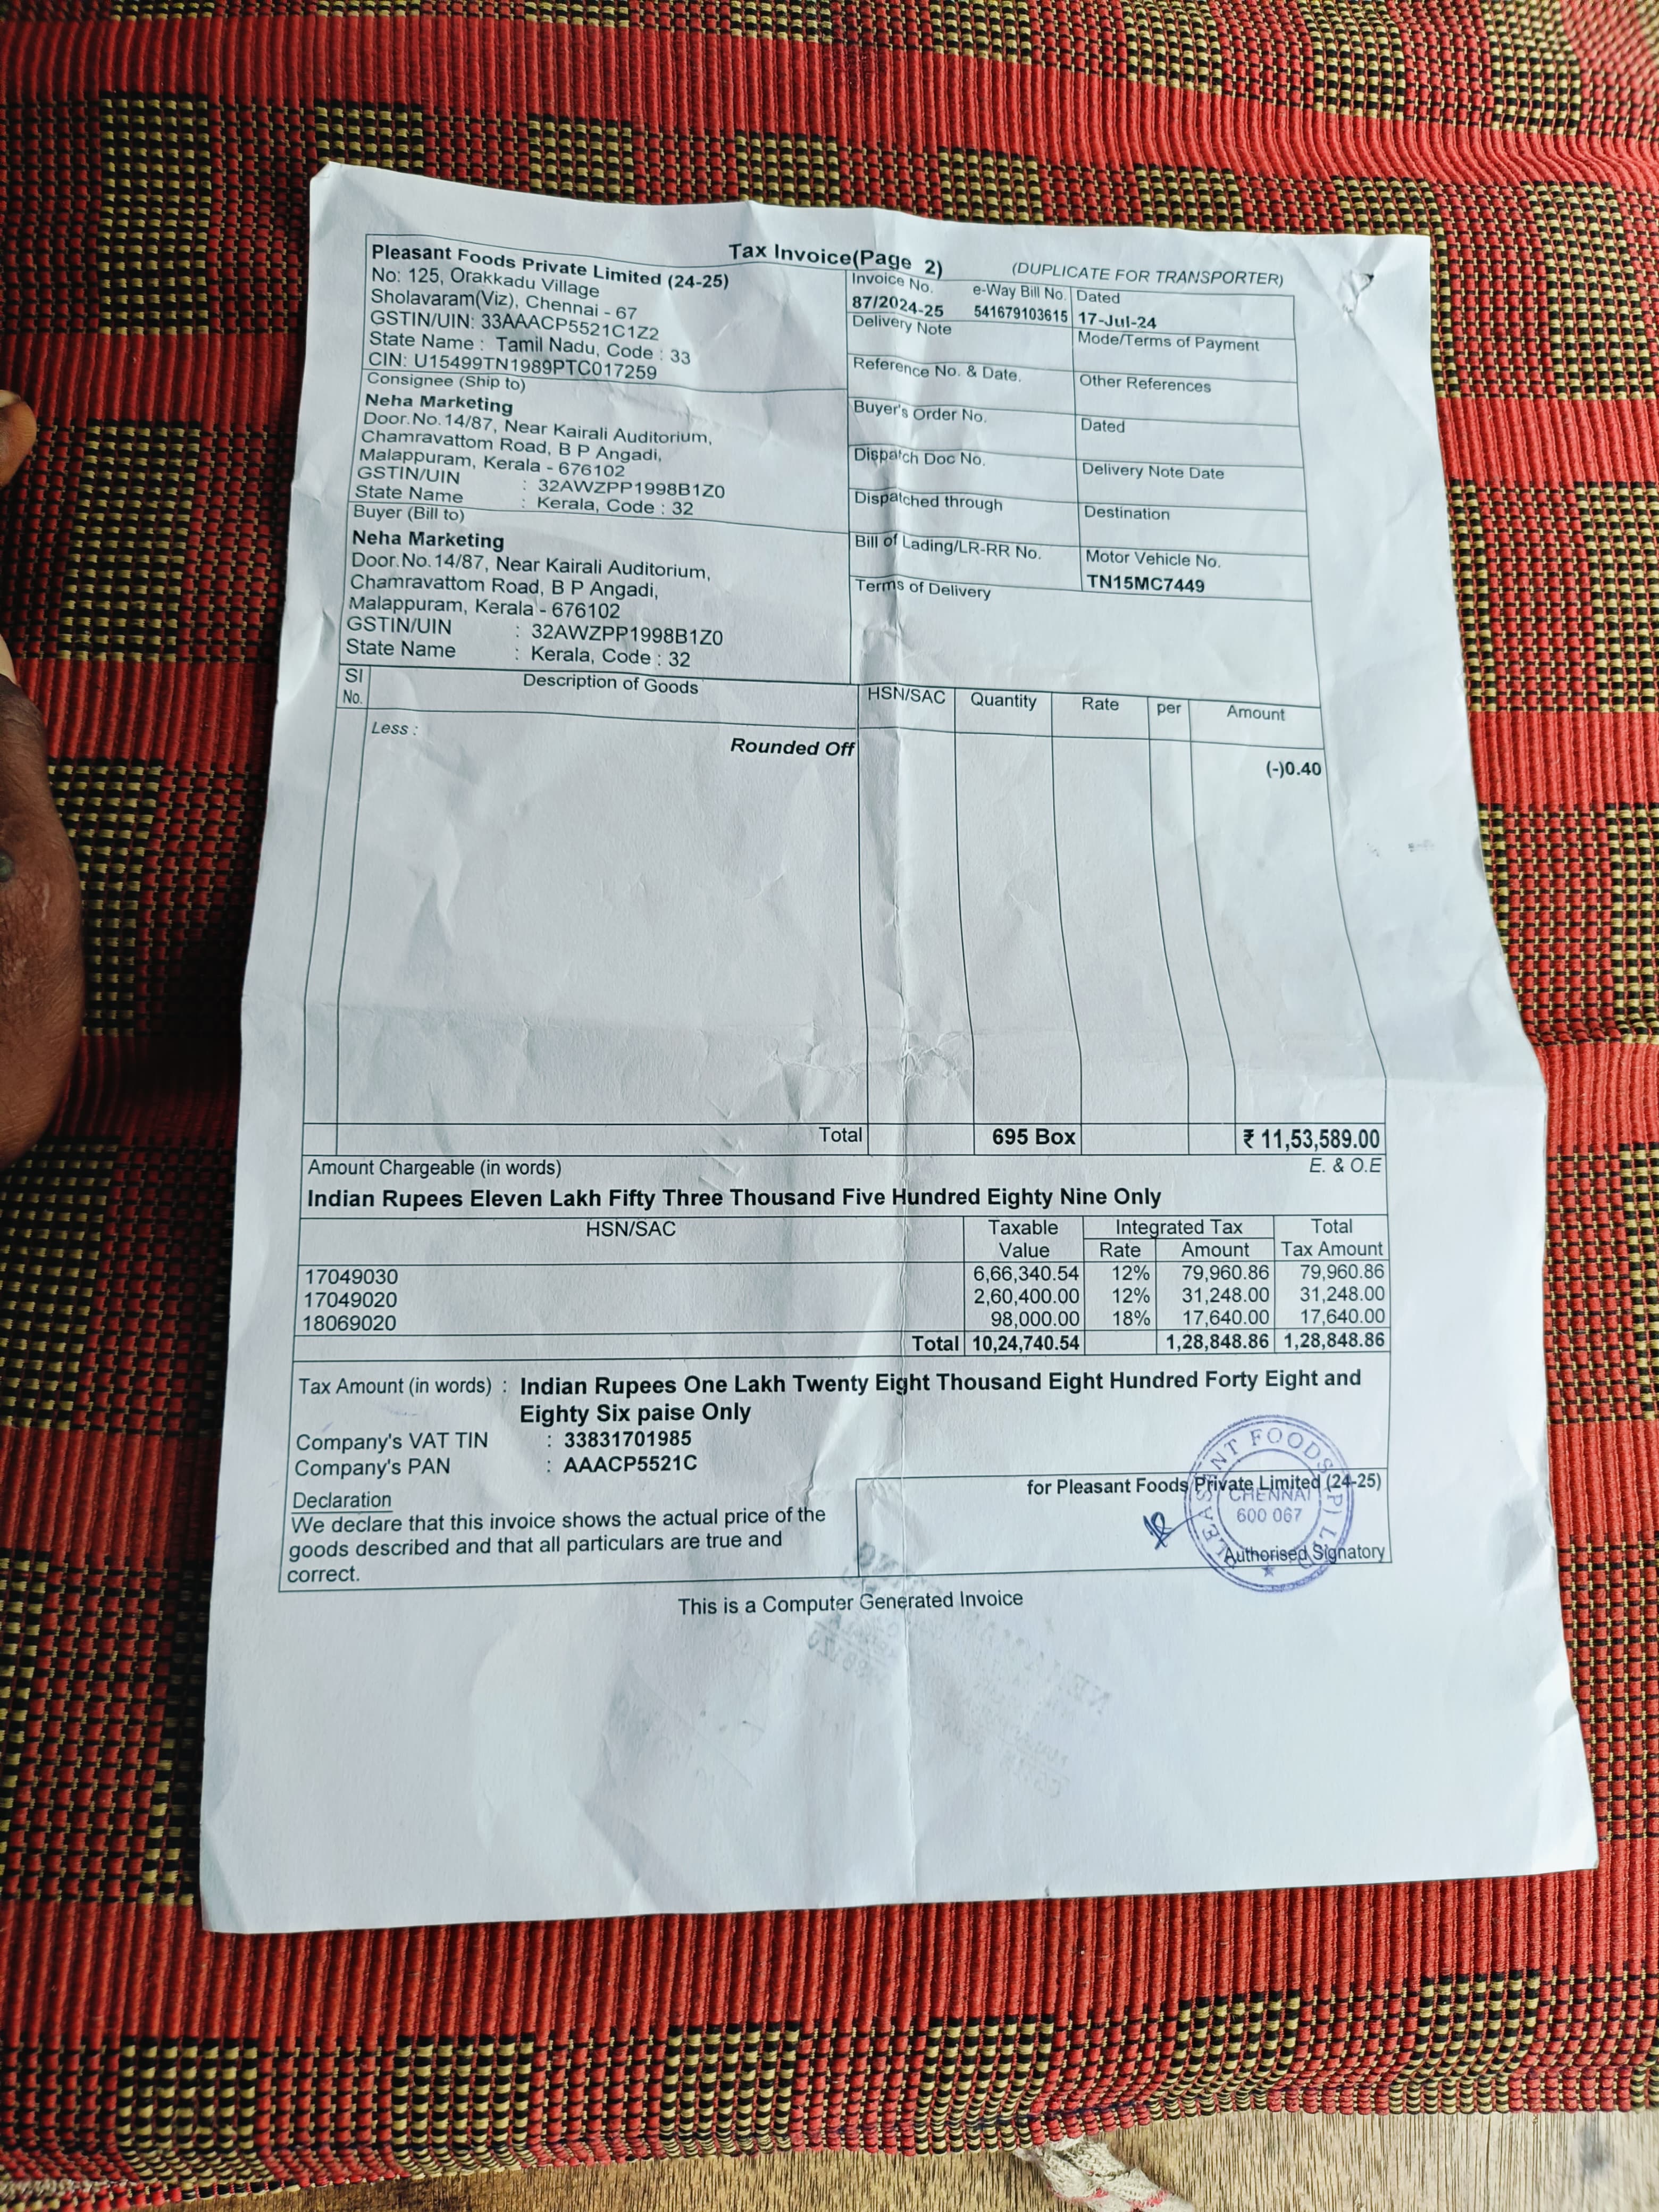 Tax Invoice(Page 2)
(DUPLICATE FOR TRANSPORTER)
Pleasant Foods Private Limited (24-25)
No: 125, Orakkadu Village
Sholavaram(Viz), Chennai - 67
GSTIN/UIN: 33AAACP5521C1Z2
State Name : Tamil Nadu, Code : 33
CIN: U15499TN1989PTC017259
Consignee (Ship to)
Neha Marketing
Door.No.14/87, Near Kairali Auditorium,
Chamravattom Road, B P Angadi,
Malappuram, Kerala - 676102
GSTIN/UIN : 32AWZPP1998B1Z0
State Name : Kerala, Code : 32
Buyer (Bill to)
Neha Marketing
Door.No.14/87, Near Kairali Auditorium,
Chamravattom Road, B P Angadi,
Malappuram, Kerala - 676102
GSTIN/UIN : 32AWZPP1998B1Z0
State Name : Kerala, Code : 32
Invoice No. e-Way Bill No. Dated
87/2024-25 541679103615 17-Jul-24
Delivery Note Mode/Terms of Payment
Reference No. & Date. Other References
Buyer's Order No. Dated
Dispatch Doc No. Delivery Note Date
Dispatched through Destination
Bill of Lading/LR-RR No. Motor Vehicle No.
TN15MC7449
Terms of Delivery
Sl No. Description of Goods HSN/SAC Quantity Rate per Amount
Less : Rounded Off (-)0.40
Total 695 Box ₹ 11,53,589.00
Amount Chargeable (in words) E. & O.E
Indian Rupees Eleven Lakh Fifty Three Thousand Five Hundred Eighty Nine Only
HSN/SAC Taxable Value Integrated Tax Total Tax Amount
Rate Amount
17049030 6,66,340.54 12% 79,960.86 79,960.86
17049020 2,60,400.00 12% 31,248.00 31,248.00
18069020 98,000.00 18% 17,640.00 17,640.00
Total 10,24,740.54 1,28,848.86 1,28,848.86
Tax Amount (in words) : Indian Rupees One Lakh Twenty Eight Thousand Eight Hundred Forty Eight and
Eighty Six paise Only
Company's VAT TIN : 33831701985
Company's PAN : AAACP5521C
Declaration
We declare that this invoice shows the actual price of the
goods described and that all particulars are true and
correct.
for Pleasant Foods Private Limited (24-25)
PLEASANT FOODS (P) LTD
CHENNAI
600 067
Authorised Signatory
This is a Computer Generated Invoice